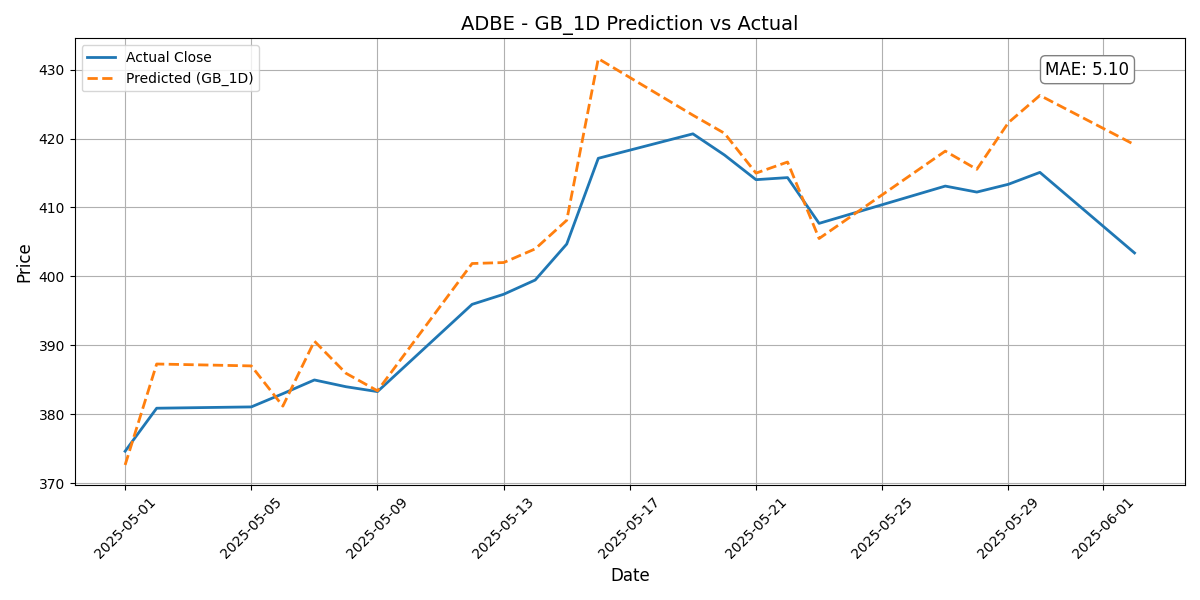 ADBE - GB_1D Prediction vs Actual
Actual Close
Predicted (GB_1D)
MAE: 5.10
Price
430
420
410
400
390
380
370
2025-05-01
2025-05-05
2025-05-09
2025-05-13
2025-05-17
2025-05-21
2025-05-25
2025-05-29
2025-06-01
Date